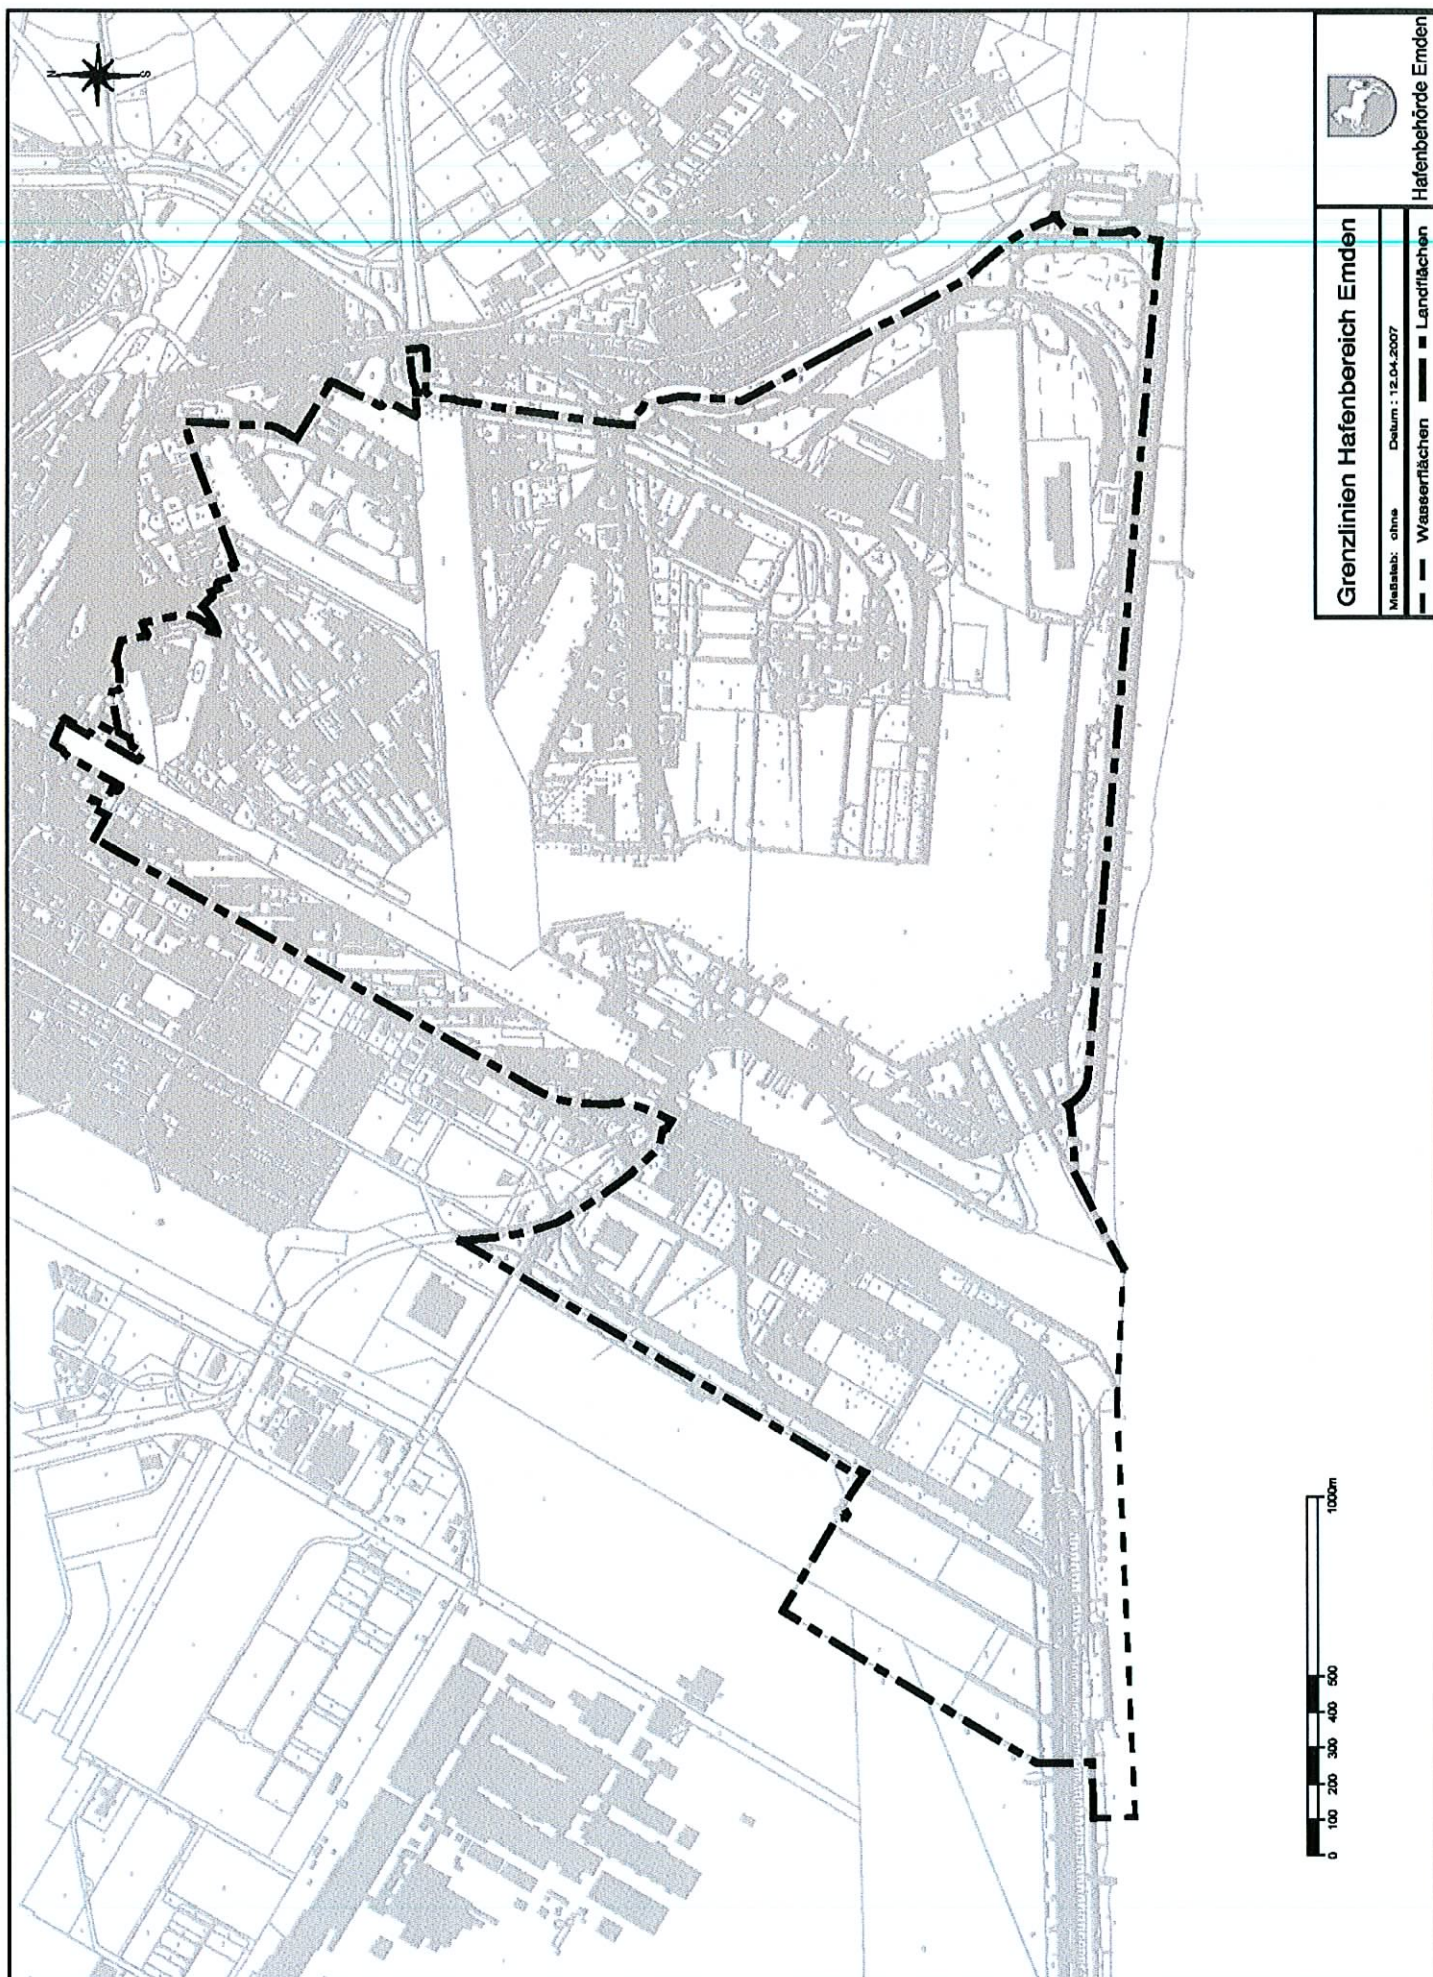 N
S
Hafenbehörde Emden
Grenzlinien Hafenbereich Emden
Maßstab: ohne Datum: 12.04.2007
Wasserflächen Landflächen
0 100 200 300 400 500 1000m